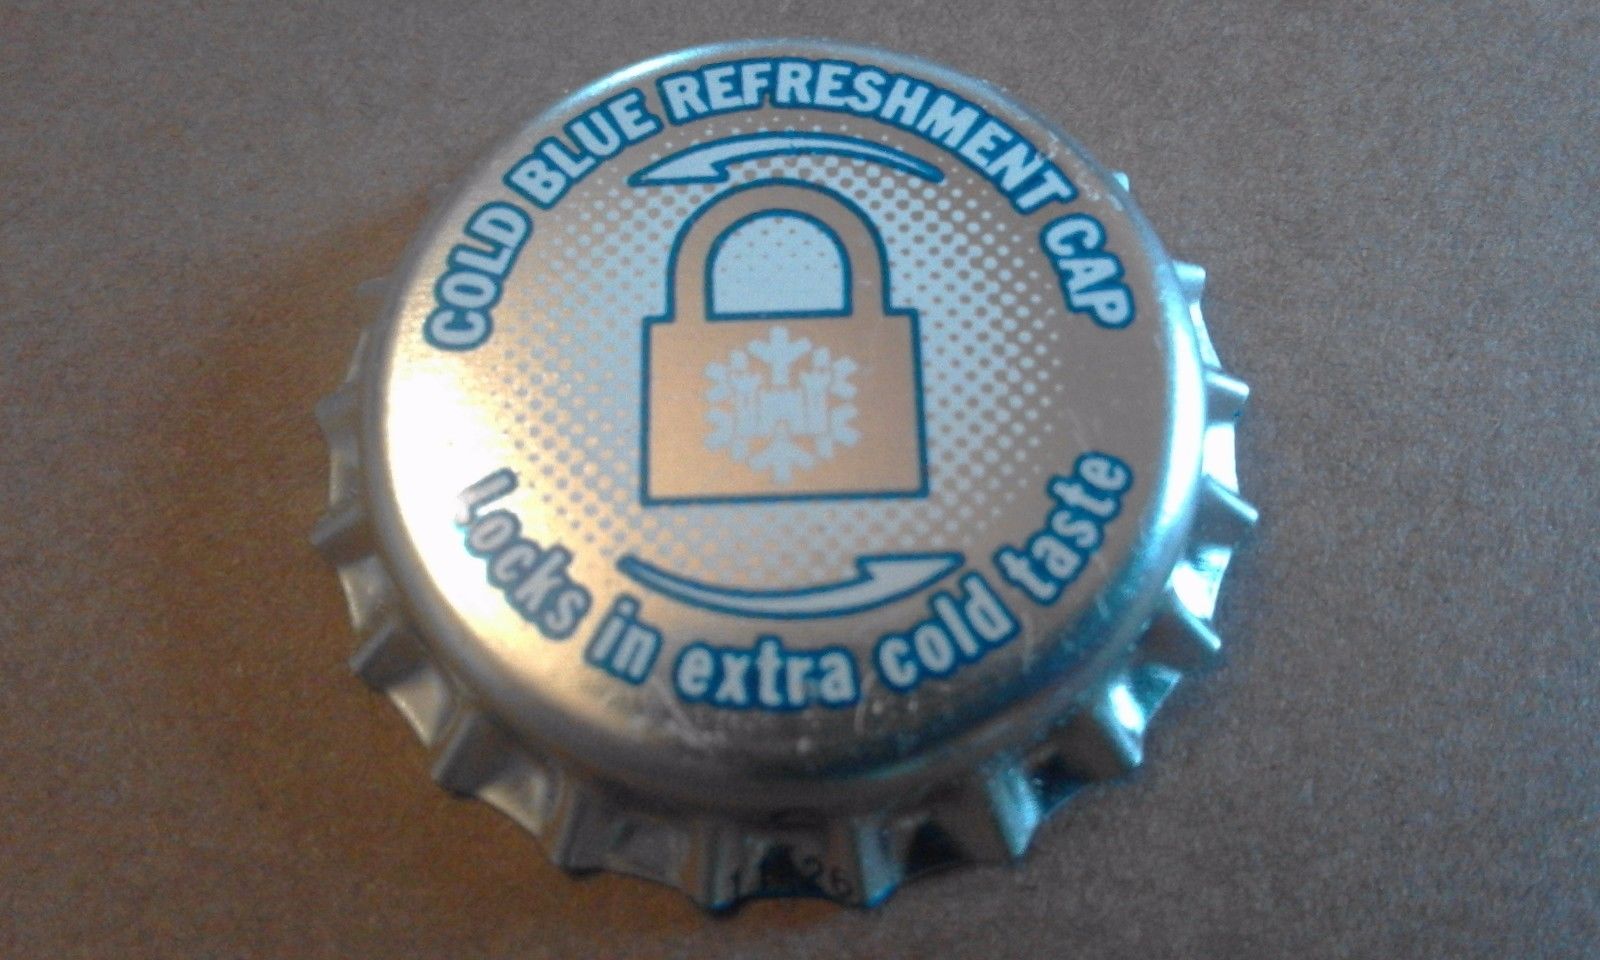 COLD BLUE REFRESHMENT CAP
Locks in extra cold taste